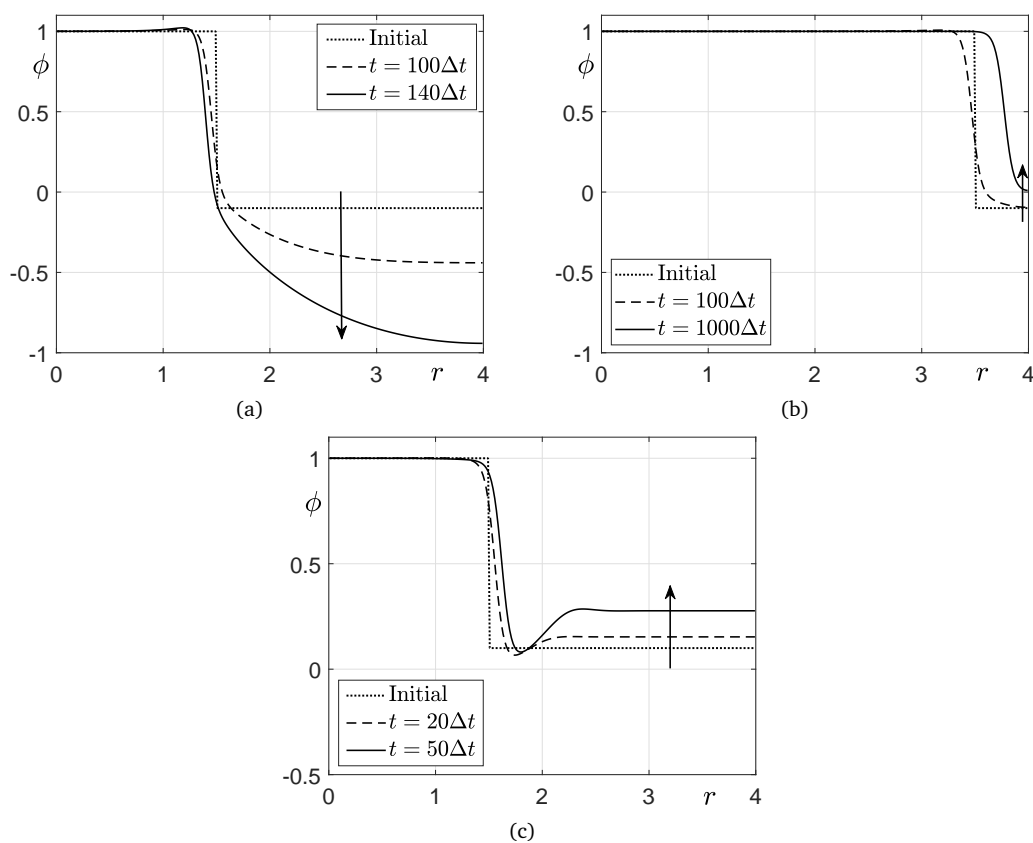 1
ϕ
0.5
0
-0.5
-1
0 1 2 3 r 4
Initial
t = 100Δt
t = 140Δt
(a)
1
ϕ
0.5
0
-0.5
-1
0 1 2 3 r 4
Initial
t = 100Δt
t = 1000Δt
(b)
1
ϕ
0.5
0
-0.5
0 1 2 3 r 4
Initial
t = 20Δt
t = 50Δt
(c)